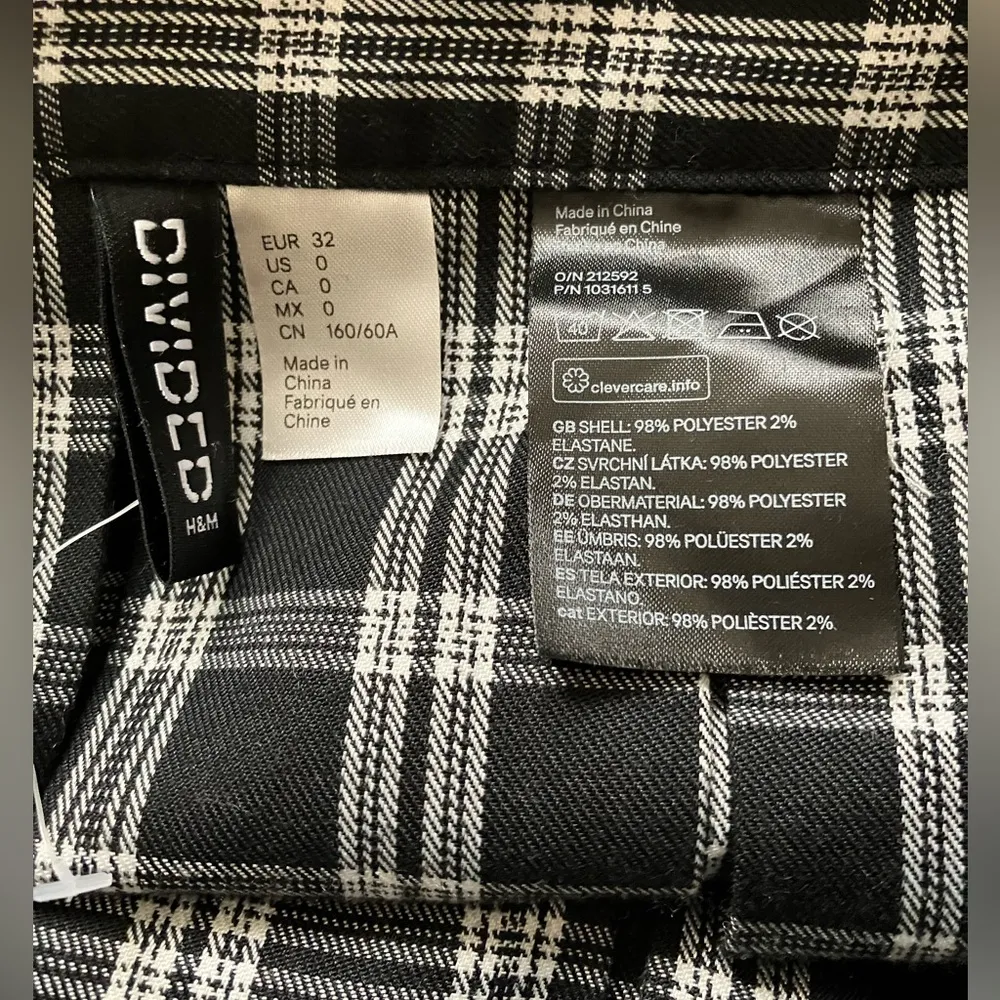 DIVIDED
H&M
EUR 32
US 0
CA 0
MX 0
CN 160/60A
Made in
China
Fabriqué en
Chine
Made in China
Fabriqué en Chine
China
O/N 212592
P/N 1031611 5
40
clevercare.info
GB SHELL: 98% POLYESTER 2%
ELASTANE.
CZ SVRCHNÍ LÁTKA: 98% POLYESTER
2% ELASTAN.
DE OBERMATERIAL: 98% POLYESTER
2% ELASTHAN.
EE ÜMBRIS: 98% POLÜESTER 2%
ELASTAAN.
ES TELA EXTERIOR: 98% POLIÉSTER 2%
ELASTANO.
cat EXTERIOR: 98% POLIÈSTER 2%